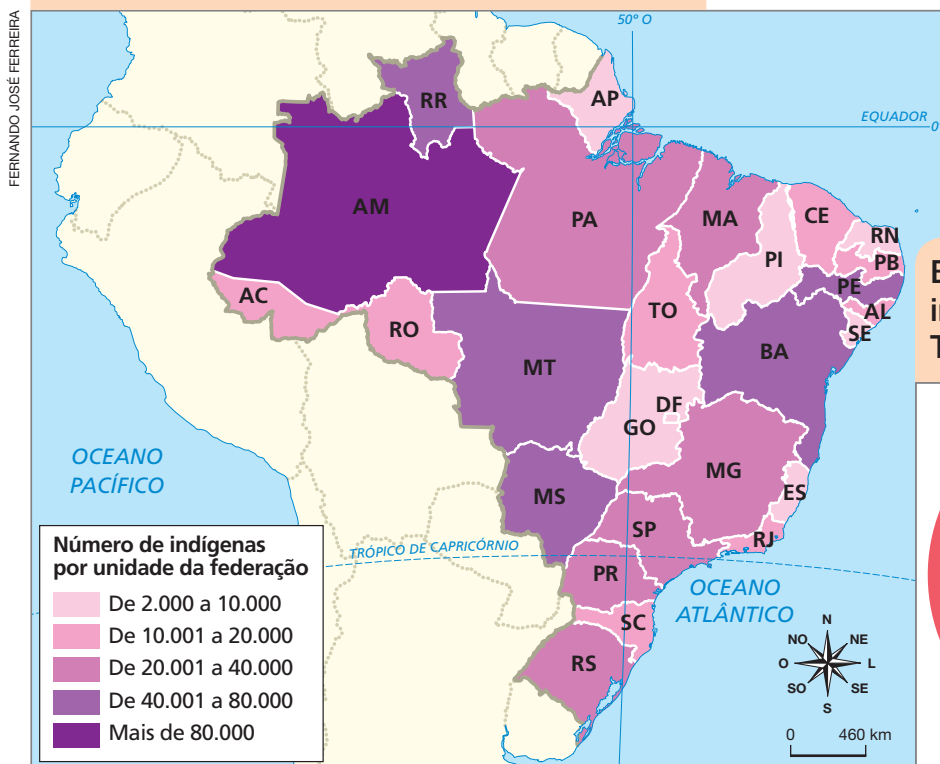 FERNANDO JOSÉ FERREIRA
50º O
EQUADOR
0
RR
AP
AM
PA
MA
CE
RN
PB
PI
PE
AL
SE
AC
RO
TO
MT
BA
DF
GO
MG
ES
MS
SP
RJ
PR
SC
RS
OCEANO
PACÍFICO
TRÓPICO DE CAPRICÓRNIO
OCEANO
ATLÂNTICO
Número de indígenas
por unidade da federação
De 2.000 a 10.000
De 10.001 a 20.000
De 20.001 a 40.000
De 40.001 a 80.000
Mais de 80.000
N
NO
NE
O
L
SO
SE
S
0
460 km